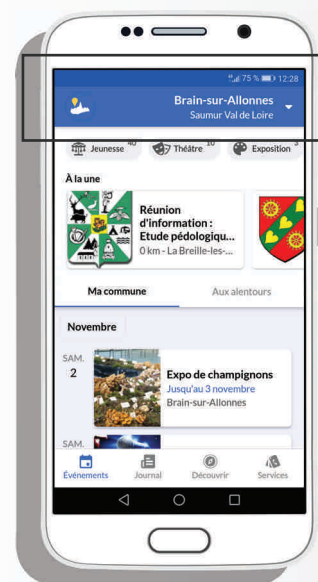 75 % 12:28
Brain-sur-Allonnes
Saumur Val de Loire
Jeunesse 40 Théâtre 10 Exposition 3
À la une
Réunion
d'information :
Etude pédologiqu...
0 km - La Breille-les-...
Ma commune Aux alentours
Novembre
SAM.
2
Expo de champignons
Jusqu'au 3 novembre
Brain-sur-Allonnes
SAM.
Événements Journal Découvrir Services